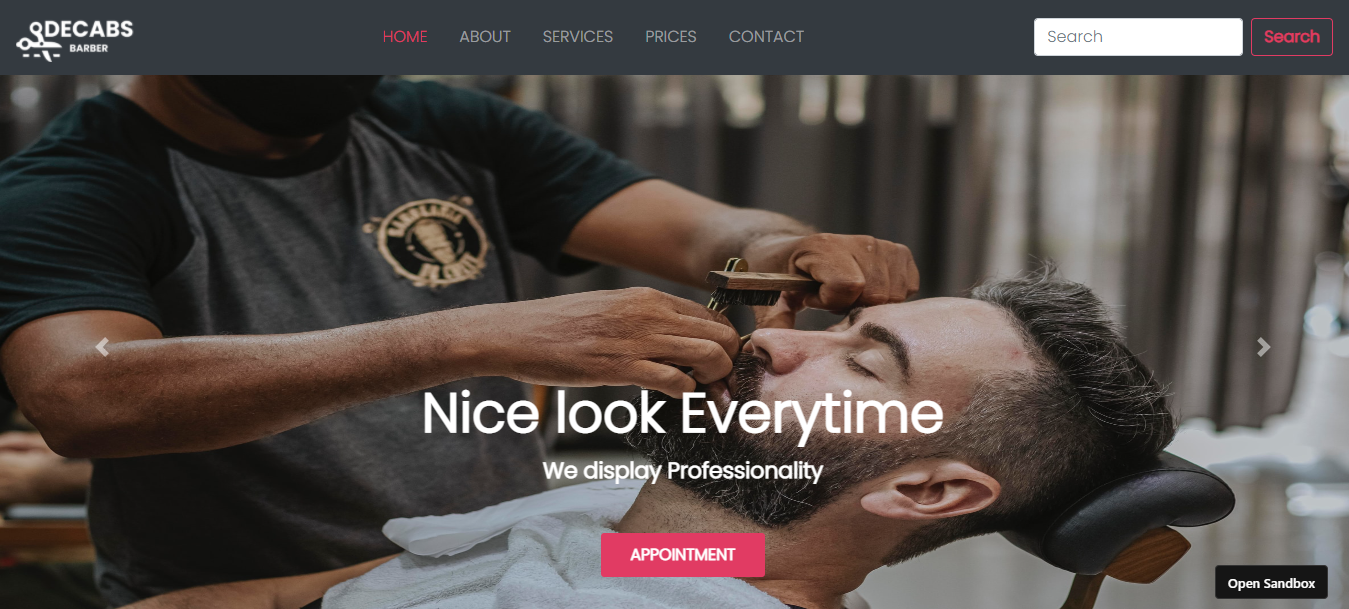 DECABS
BARBER
HOME ABOUT SERVICES PRICES CONTACT
Search Search
Nice look Everytime
We display Professionality
APPOINTMENT
Open Sandbox